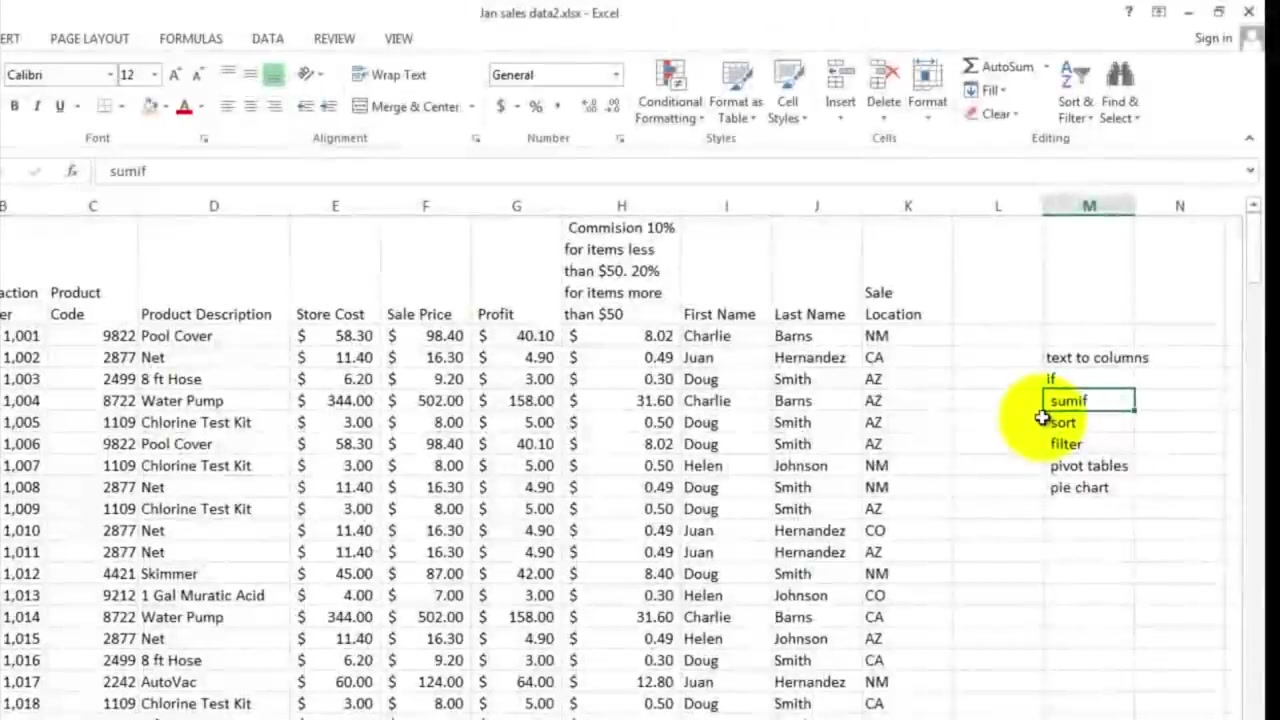 Jan sales data2.xlsx - Excel
?
ERT PAGE LAYOUT FORMULAS DATA REVIEW VIEW
Sign in
Calibri 12 A A Wrap Text General Conditional Formatting Format as Table Cell Styles Insert Delete Format AutoSum Fill Clear Sort & Filter Find & Select
B I U A Merge & Center $ % , .0 .00 .00 .0
Font Alignment Number Styles Cells Editing
fx sumif
B C D E F G H I J K L M N
Commision 10%
for items less
than $50. 20%
action Product for items more Sale
er Code Product Description Store Cost Sale Price Profit than $50 First Name Last Name Location
1,001 9822 Pool Cover $ 58.30 $ 98.40 $ 40.10 $ 8.02 Charlie Barns NM
1,002 2877 Net $ 11.40 $ 16.30 $ 4.90 $ 0.49 Juan Hernandez CA text to columns
1,003 2499 8 ft Hose $ 6.20 $ 9.20 $ 3.00 $ 0.30 Doug Smith AZ if
1,004 8722 Water Pump $ 344.00 $ 502.00 $ 158.00 $ 31.60 Charlie Barns AZ sumif
1,005 1109 Chlorine Test Kit $ 3.00 $ 8.00 $ 5.00 $ 0.50 Doug Smith AZ sort
1,006 9822 Pool Cover $ 58.30 $ 98.40 $ 40.10 $ 8.02 Doug Smith AZ filter
1,007 1109 Chlorine Test Kit $ 3.00 $ 8.00 $ 5.00 $ 0.50 Helen Johnson NM pivot tables
1,008 2877 Net $ 11.40 $ 16.30 $ 4.90 $ 0.49 Doug Smith NM pie chart
1,009 1109 Chlorine Test Kit $ 3.00 $ 8.00 $ 5.00 $ 0.50 Doug Smith AZ
1,010 2877 Net $ 11.40 $ 16.30 $ 4.90 $ 0.49 Juan Hernandez CO
1,011 2877 Net $ 11.40 $ 16.30 $ 4.90 $ 0.49 Juan Hernandez AZ
1,012 4421 Skimmer $ 45.00 $ 87.00 $ 42.00 $ 8.40 Doug Smith NM
1,013 9212 1 Gal Muratic Acid $ 4.00 $ 7.00 $ 3.00 $ 0.30 Helen Johnson CO
1,014 8722 Water Pump $ 344.00 $ 502.00 $ 158.00 $ 31.60 Charlie Barns CA
1,015 2877 Net $ 11.40 $ 16.30 $ 4.90 $ 0.49 Helen Johnson AZ
1,016 2499 8 ft Hose $ 6.20 $ 9.20 $ 3.00 $ 0.30 Doug Smith CA
1,017 2242 AutoVac $ 60.00 $ 124.00 $ 64.00 $ 12.80 Juan Hernandez NM
1,018 1109 Chlorine Test Kit $ 3.00 $ 8.00 $ 5.00 $ 0.50 Doug Smith CA